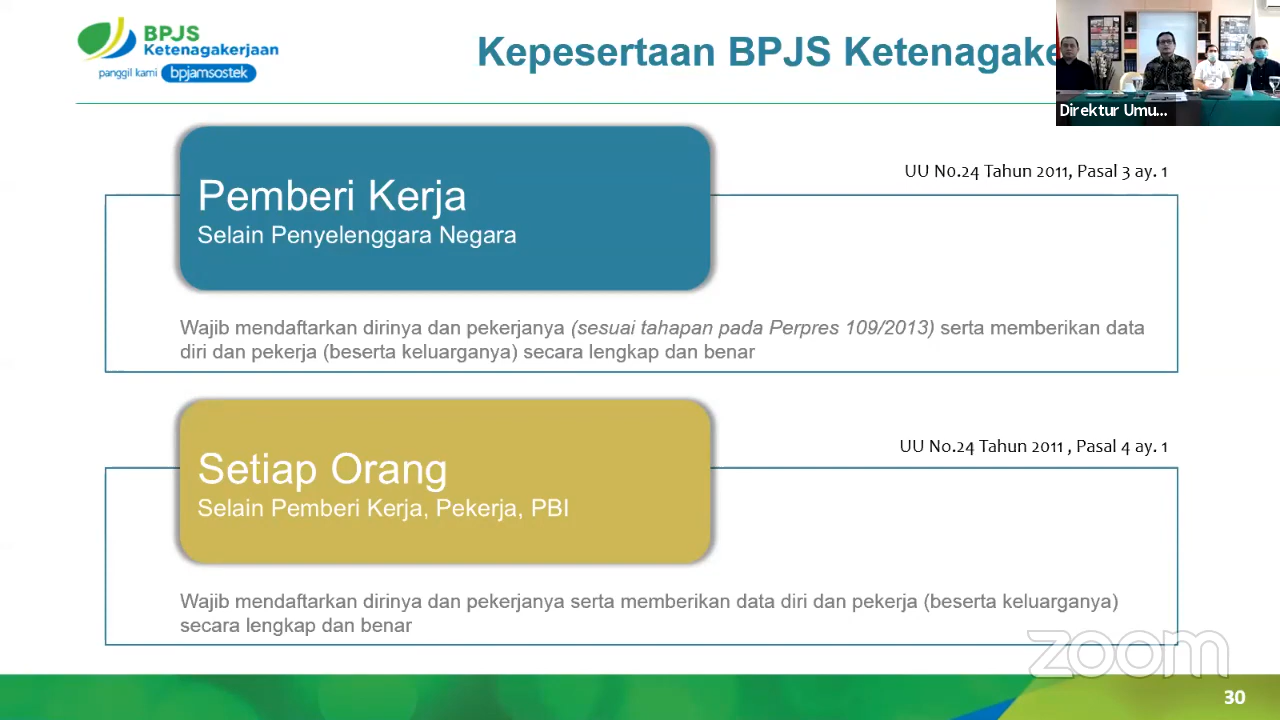 BPJS
Ketenagakerjaan
panggil kami bpjamsostek
Kepesertaan BPJS
Direktur Umu...
UU No.24 Tahun 2011, Pasal 3 ay. 1
Pemberi Kerja
Selain Penyelenggara Negara
Wajib mendaftarkan dirinya dan pekerjanya (sesuai tahapan pada Perpres 109/2013) serta memberikan data
diri dan pekerja (beserta keluarganya) secara lengkap dan benar
UU No.24 Tahun 2011 , Pasal 4 ay. 1
Setiap Orang
Selain Pemberi Kerja, Pekerja, PBI
Wajib mendaftarkan dirinya dan pekerjanya serta memberikan data diri dan pekerja (beserta keluarganya)
secara lengkap dan benar
zoom
30